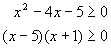 x² − 4x − 5 ≥ 0
(x − 5)(x + 1) ≥ 0